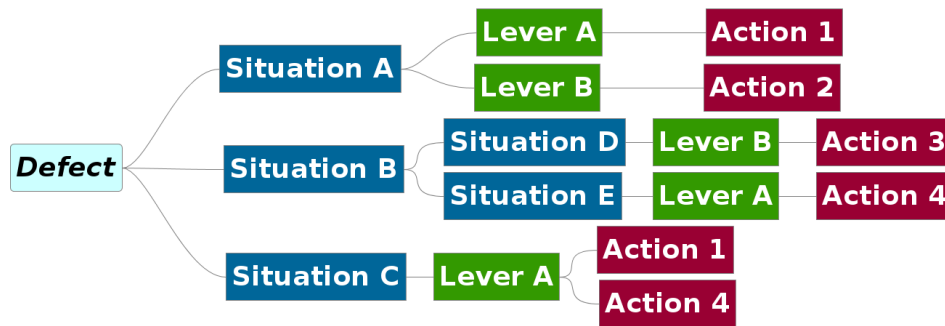 Defect
Situation A
Lever A
Action 1
Lever B
Action 2
Situation B
Situation D
Lever B
Action 3
Situation E
Lever A
Action 4
Situation C
Lever A
Action 1
Action 4